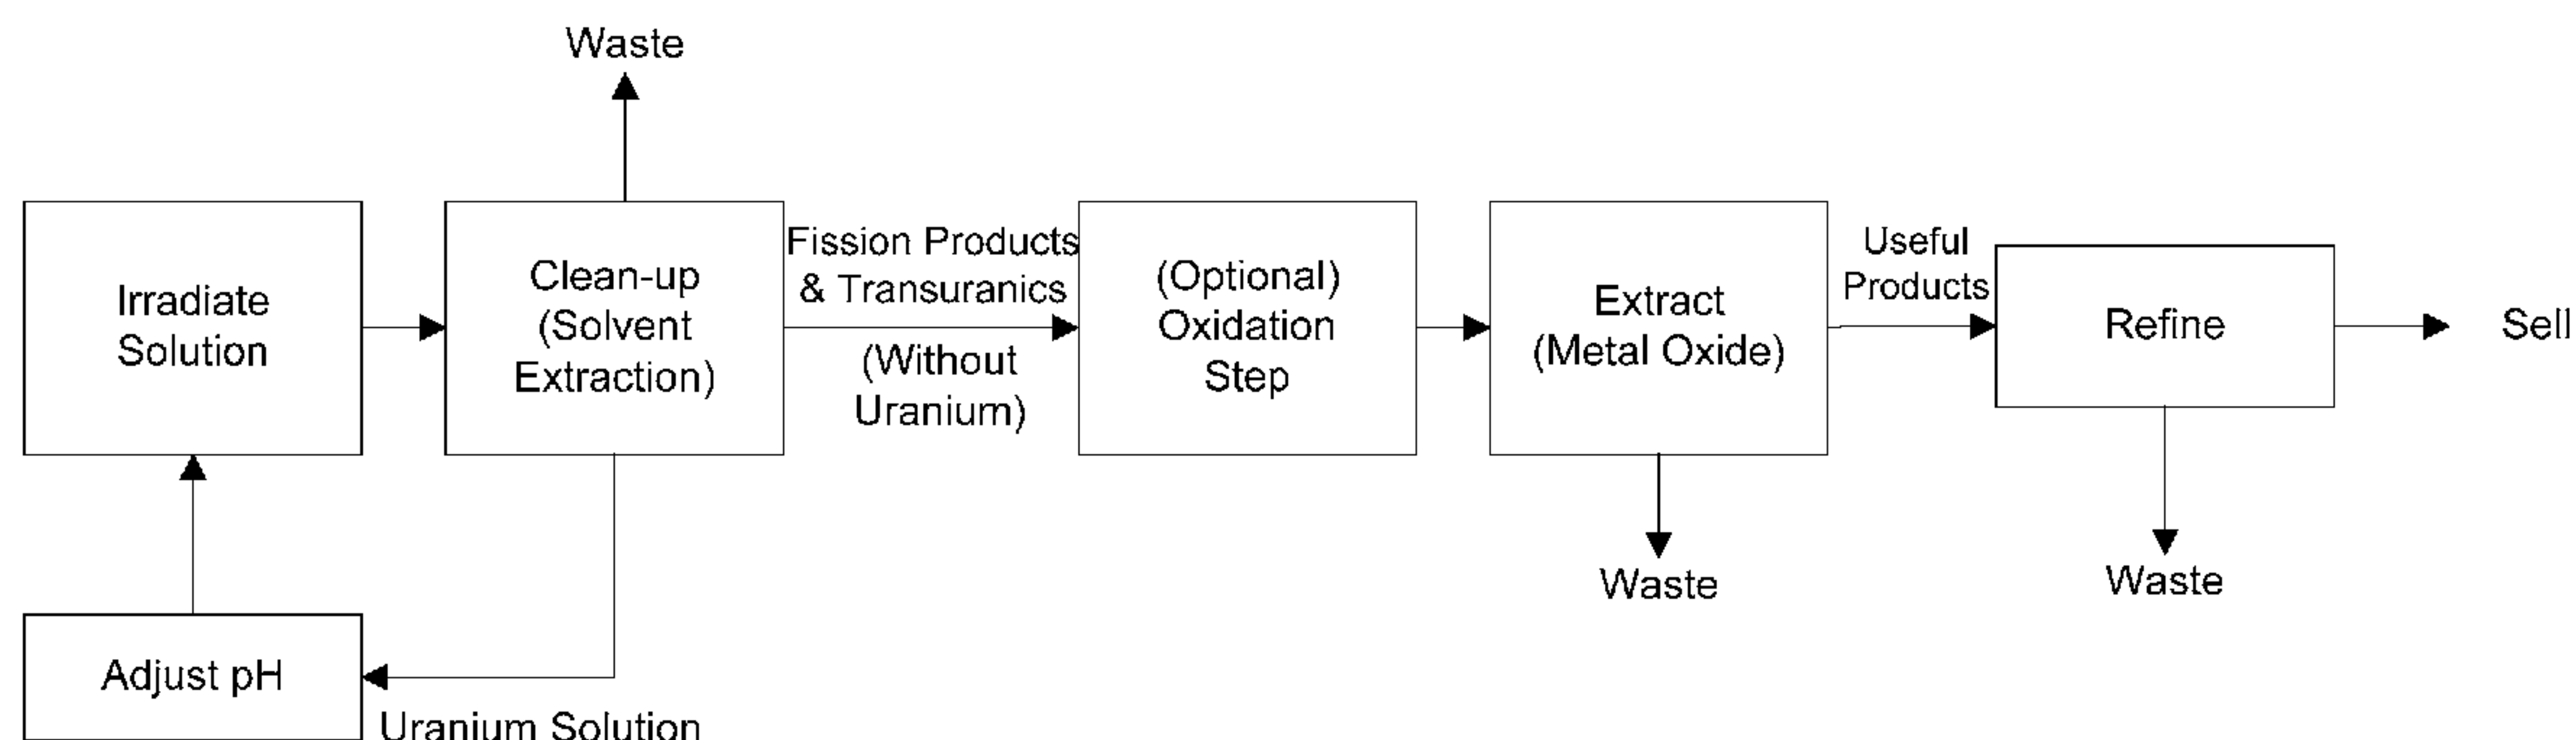 Waste
Irradiate
Solution
Clean-up
(Solvent
Extraction)
Fission Products
& Transuranics
(Without
Uranium)
(Optional)
Oxidation
Step
Extract
(Metal Oxide)
Useful
Products
Refine
Sell
Waste
Waste
Adjust pH
Uranium Solution